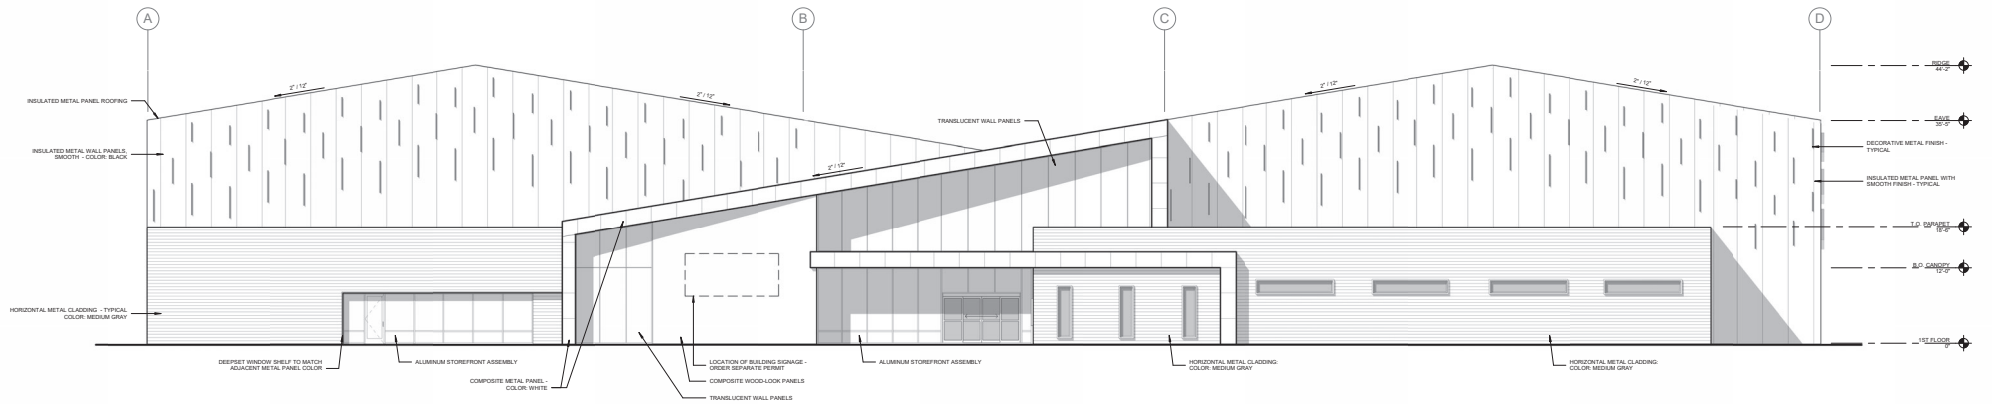 A
B
C
D
2" / 12"
2" / 12"
2" / 12"
2" / 12"
2" / 12"
RIDGE
44'-2"
INSULATED METAL PANEL ROOFING
TRANSLUCENT WALL PANELS
EAVE
35'-5"
INSULATED METAL WALL PANELS,
SMOOTH - COLOR: BLACK
DECORATIVE METAL FINISH -
TYPICAL
INSULATED METAL PANEL WITH
SMOOTH FINISH - TYPICAL
T.O. PARAPET
18'-6"
B.O. CANOPY
12'-0"
HORIZONTAL METAL CLADDING - TYPICAL
COLOR: MEDIUM GRAY
1ST FLOOR
0"
DEEPSET WINDOW SHELF TO MATCH
ADJACENT METAL PANEL COLOR
ALUMINUM STOREFRONT ASSEMBLY
COMPOSITE METAL PANEL -
COLOR: WHITE
LOCATION OF BUILDING SIGNAGE -
ORDER SEPARATE PERMIT
COMPOSITE WOOD-LOOK PANELS
TRANSLUCENT WALL PANELS
ALUMINUM STOREFRONT ASSEMBLY
HORIZONTAL METAL CLADDING:
COLOR: MEDIUM GRAY
HORIZONTAL METAL CLADDING:
COLOR: MEDIUM GRAY